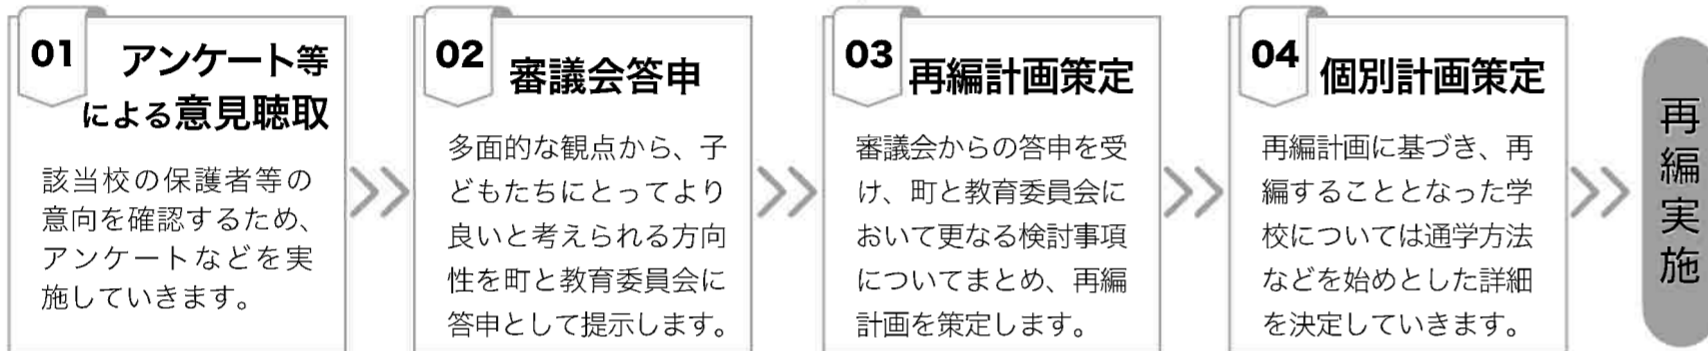 01
アンケート等
による意見聴取
該当校の保護者等の
意向を確認するため、
アンケートなどを実
施していきます。
02
審議会答申
多面的な観点から、子
どもたちにとってより
良いと考えられる方向
性を町と教育委員会に
答申として提示します。
03
再編計画策定
審議会からの答申を受
け、町と教育委員会に
おいて更なる検討事項
についてまとめ、再編
計画を策定します。
04
個別計画策定
再編計画に基づき、再
編することとなった学
校については通学方法
などを始めとした詳細
を決定していきます。
再編実施